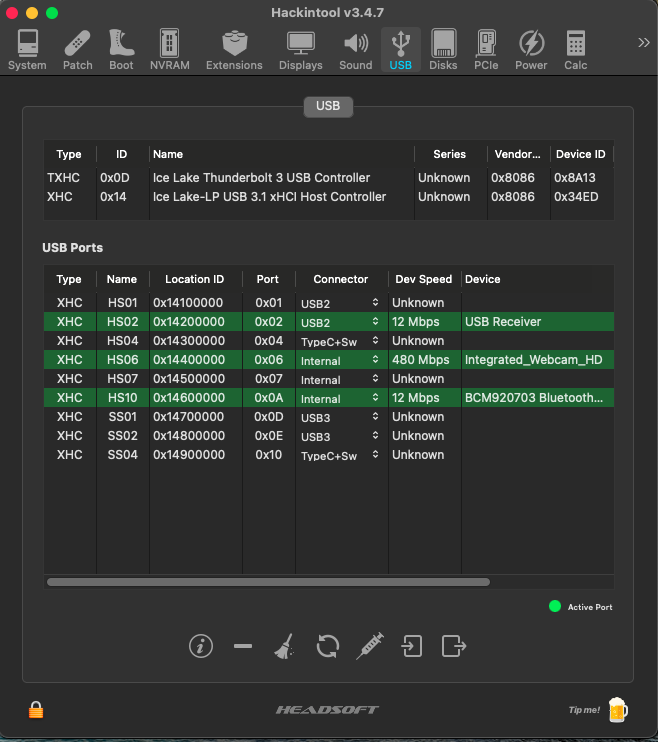 Hackintool v3.4.7
System Patch Boot NVRAM Extensions Displays Sound USB Disks PCIe Power Calc
USB
Type ID Name Series Vendor... Device ID
TXHC 0x0D Ice Lake Thunderbolt 3 USB Controller Unknown 0x8086 0x8A13
XHC 0x14 Ice Lake-LP USB 3.1 xHCI Host Controller Unknown 0x8086 0x34ED
USB Ports
Type Name Location ID Port Connector Dev Speed Device
XHC HS01 0x14100000 0x01 USB2 Unknown
XHC HS02 0x14200000 0x02 USB2 12 Mbps USB Receiver
XHC HS04 0x14300000 0x04 TypeC+Sw Unknown
XHC HS06 0x14400000 0x06 Internal 480 Mbps Integrated_Webcam_HD
XHC HS07 0x14500000 0x07 Internal Unknown
XHC HS10 0x14600000 0x0A Internal 12 Mbps BCM920703 Bluetooth...
XHC SS01 0x14700000 0x0D USB3 Unknown
XHC SS02 0x14800000 0x0E USB3 Unknown
XHC SS04 0x14900000 0x10 TypeC+Sw Unknown
Active Port
HEADSOFT
Tip me!